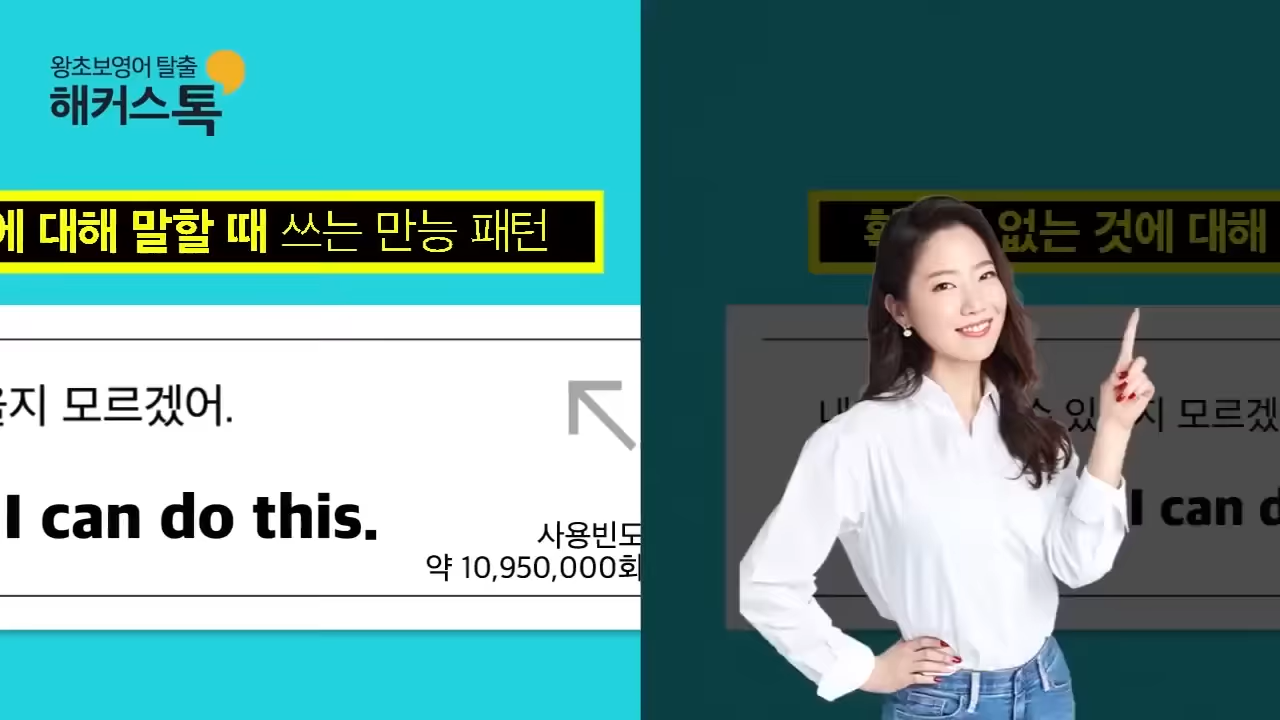 왕초보영어 탈출
해커스톡
에 대해 말할 때 쓰는 만능 패턴
지 모르겠어.
I can do this.
사용빈도
약 10,950,000회
없는 것에 대해
있 지 모르겠
I can d